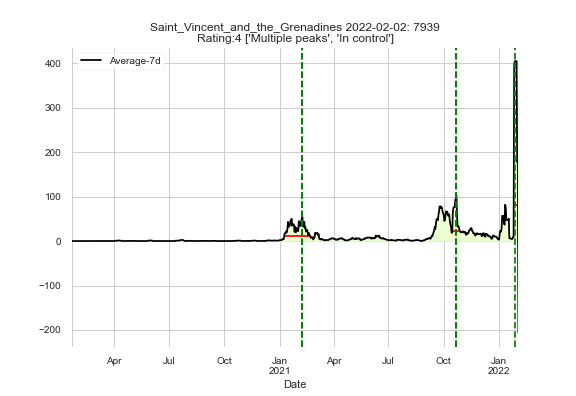 Saint_Vincent_and_the_Grenadines 2022-02-02: 7939
Rating:4 ['Multiple peaks', 'In control']
Average-7d
400
300
200
100
0
−100
−200
Apr Jul Oct Jan Apr Jul Oct Jan
2021 2022
Date